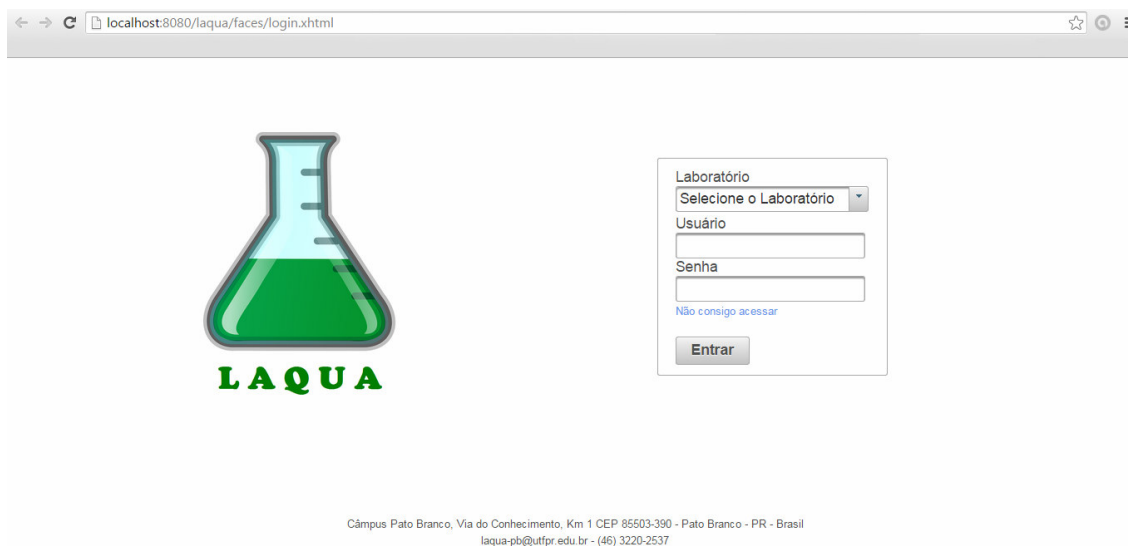 localhost:8080/laqua/faces/login.xhtml
LAQUA
Laboratório
Selecione o Laboratório
Usuário
Senha
Não consigo acessar
Entrar
Câmpus Pato Branco, Via do Conhecimento, Km 1 CEP 85503-390 - Pato Branco - PR - Brasil
laqua-pb@utfpr.edu.br - (46) 3220-2537